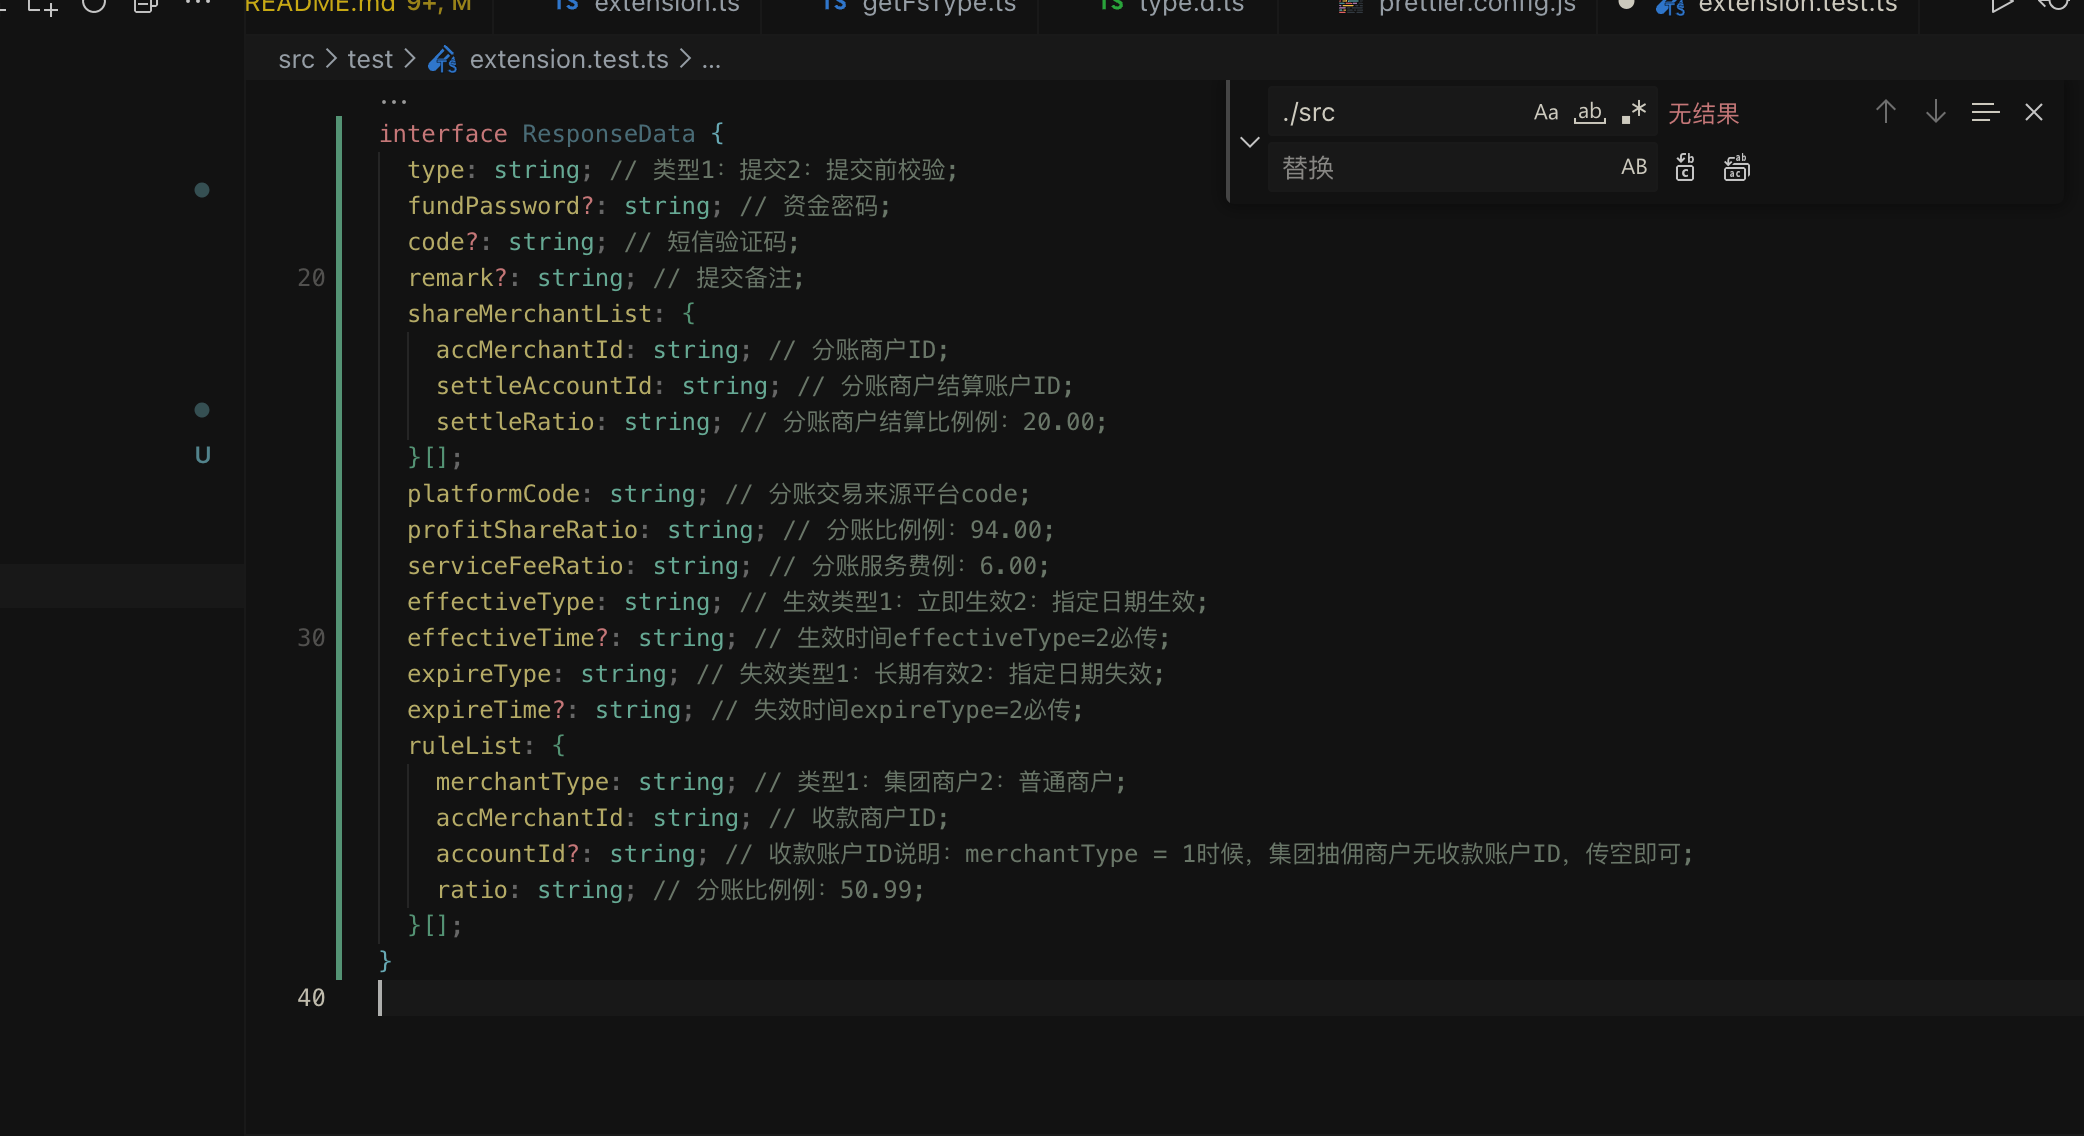 README.md 9+, M
TS extension.ts
TS getFsType.ts
TS type.d.ts
prettier.config.js
TS extension.test.ts
src > test > TS extension.test.ts > ...
./src Aa ab .* 无结果
替换 AB
...
interface ResponseData {
type: string; // 类型1：提交2：提交前校验;
fundPassword?: string; // 资金密码;
code?: string; // 短信验证码;
20 remark?: string; // 提交备注;
shareMerchantList: {
accMerchantId: string; // 分账商户ID;
settleAccountId: string; // 分账商户结算账户ID;
settleRatio: string; // 分账商户结算比例例：20.00;
U
}[];
platformCode: string; // 分账交易来源平台code;
profitShareRatio: string; // 分账比例例：94.00;
serviceFeeRatio: string; // 分账服务费例：6.00;
effectiveType: string; // 生效类型1：立即生效2：指定日期生效;
30 effectiveTime?: string; // 生效时间effectiveType=2必传;
expireType: string; // 失效类型1：长期有效2：指定日期失效;
expireTime?: string; // 失效时间expireType=2必传;
ruleList: {
merchantType: string; // 类型1：集团商户2：普通商户;
accMerchantId: string; // 收款商户ID;
accountId?: string; // 收款账户ID说明：merchantType = 1时候，集团抽佣商户无收款账户ID，传空即可;
ratio: string; // 分账比例例：50.99;
}[];
}
40